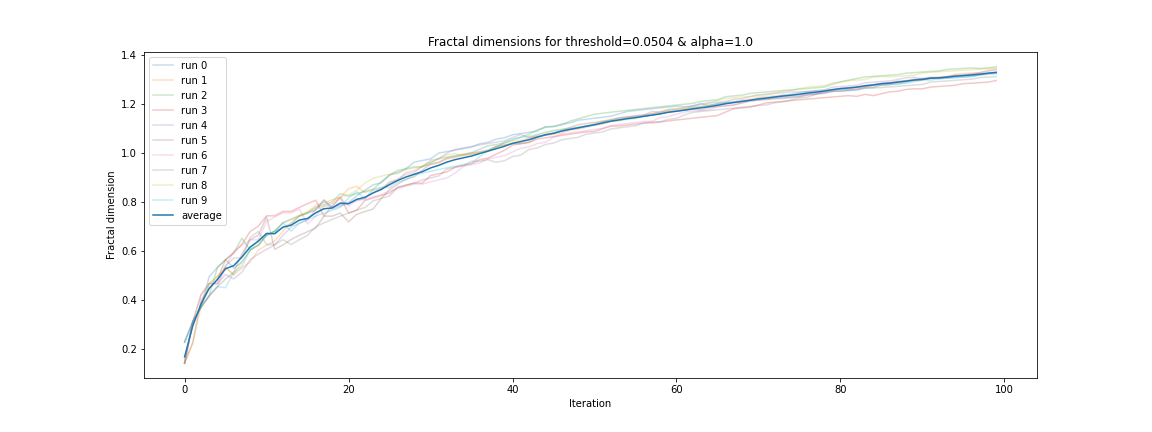 Fractal dimensions for threshold=0.0504 & alpha=1.0
Fractal dimension
1.4
1.2
1.0
0.8
0.6
0.4
0.2
run 0
run 1
run 2
run 3
run 4
run 5
run 6
run 7
run 8
run 9
average
0 20 40 60 80 100
Iteration